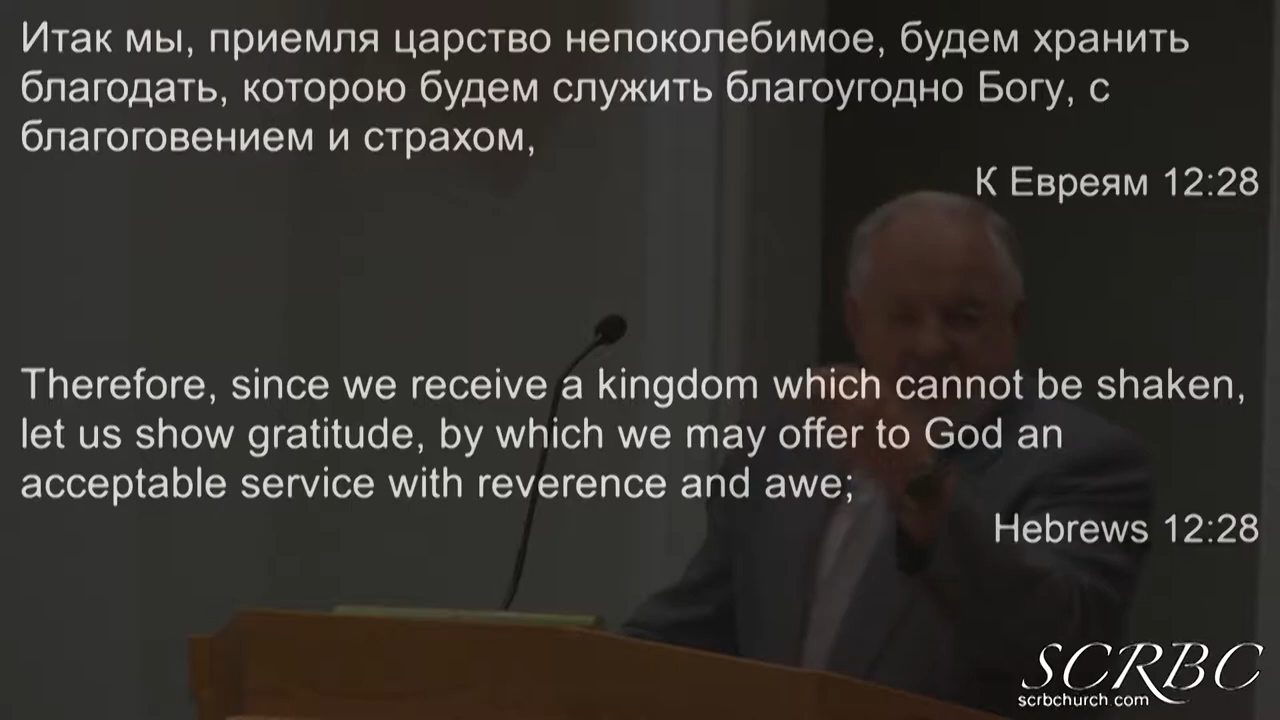 Итак мы, приемля царство непоколебимое, будем хранить
благодать, которою будем служить благоугодно Богу, с
благоговением и страхом,
К Евреям 12:28
Therefore, since we receive a kingdom which cannot be shaken,
let us show gratitude, by which we may offer to God an
acceptable service with reverence and awe;
Hebrews 12:28
SCRBC
scrbchurch.com